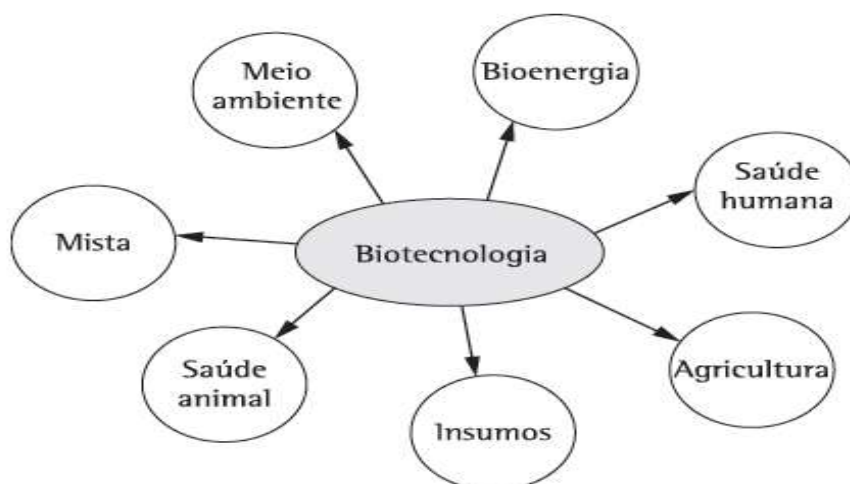 Meio
ambiente
Bioenergia
Saúde
humana
Mista
Biotecnologia
Saúde
animal
Agricultura
Insumos